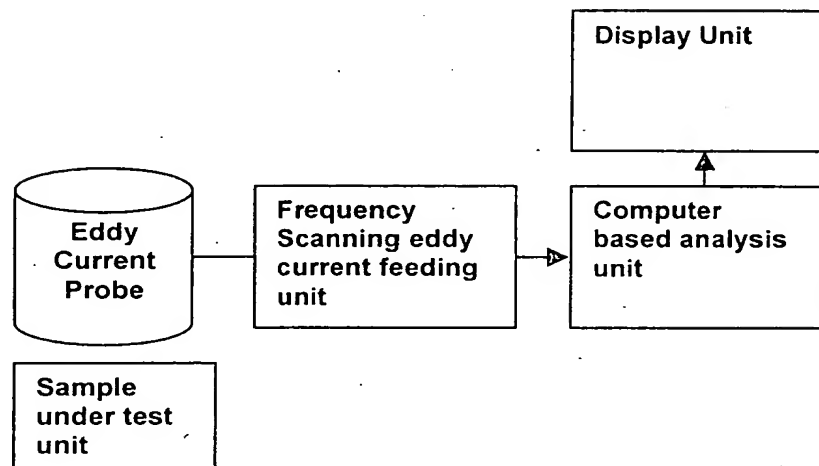 Display Unit
Eddy
Current
Probe
Frequency
Scanning eddy
current feeding
unit
Computer
based analysis
unit
Sample
under test
unit